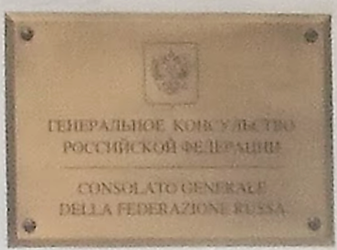 ГЕНЕРАЛЬНОЕ КОНСУЛЬСТВО
РОССИЙСКОЙ ФЕДЕРАЦИИ
CONSOLATO GENERALE
DELLA FEDERAZIONE RUSSA